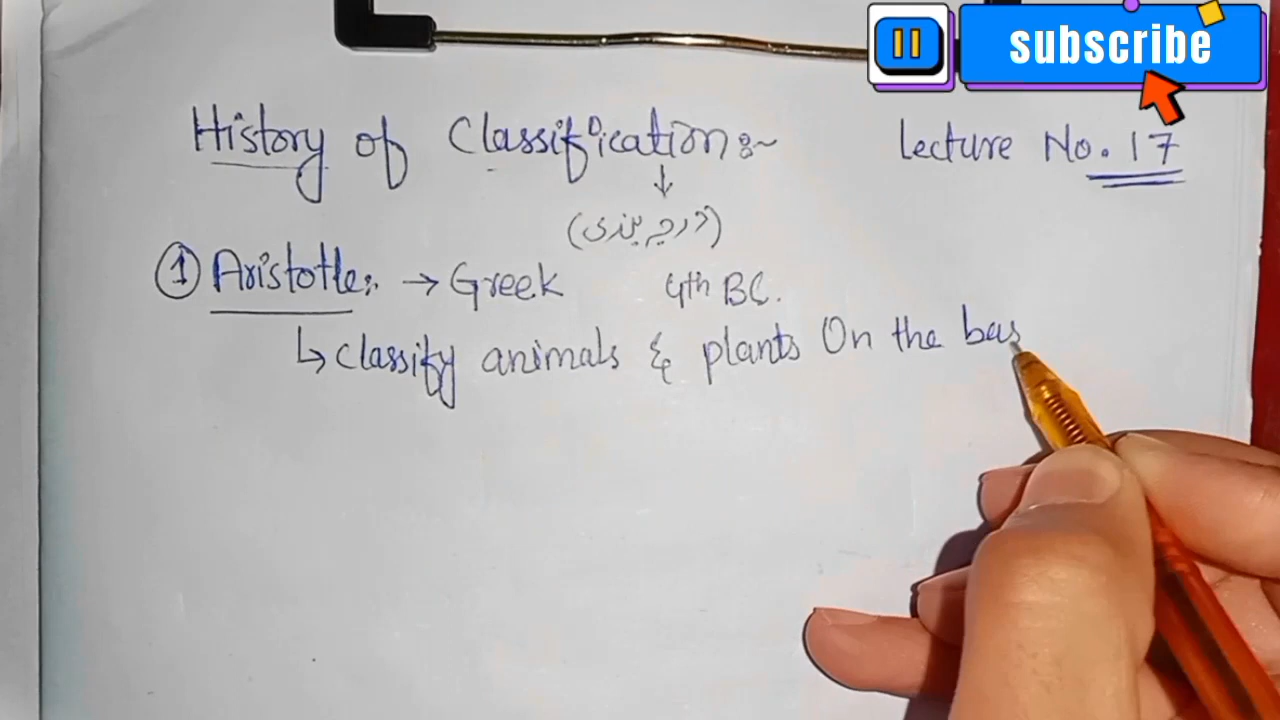 subscribe
History of Classification:~
Lecture No. 17
(درجہ بندی)
① Aristotle:. → Greek 4th BC.
↳ classify animals & plants On the bas